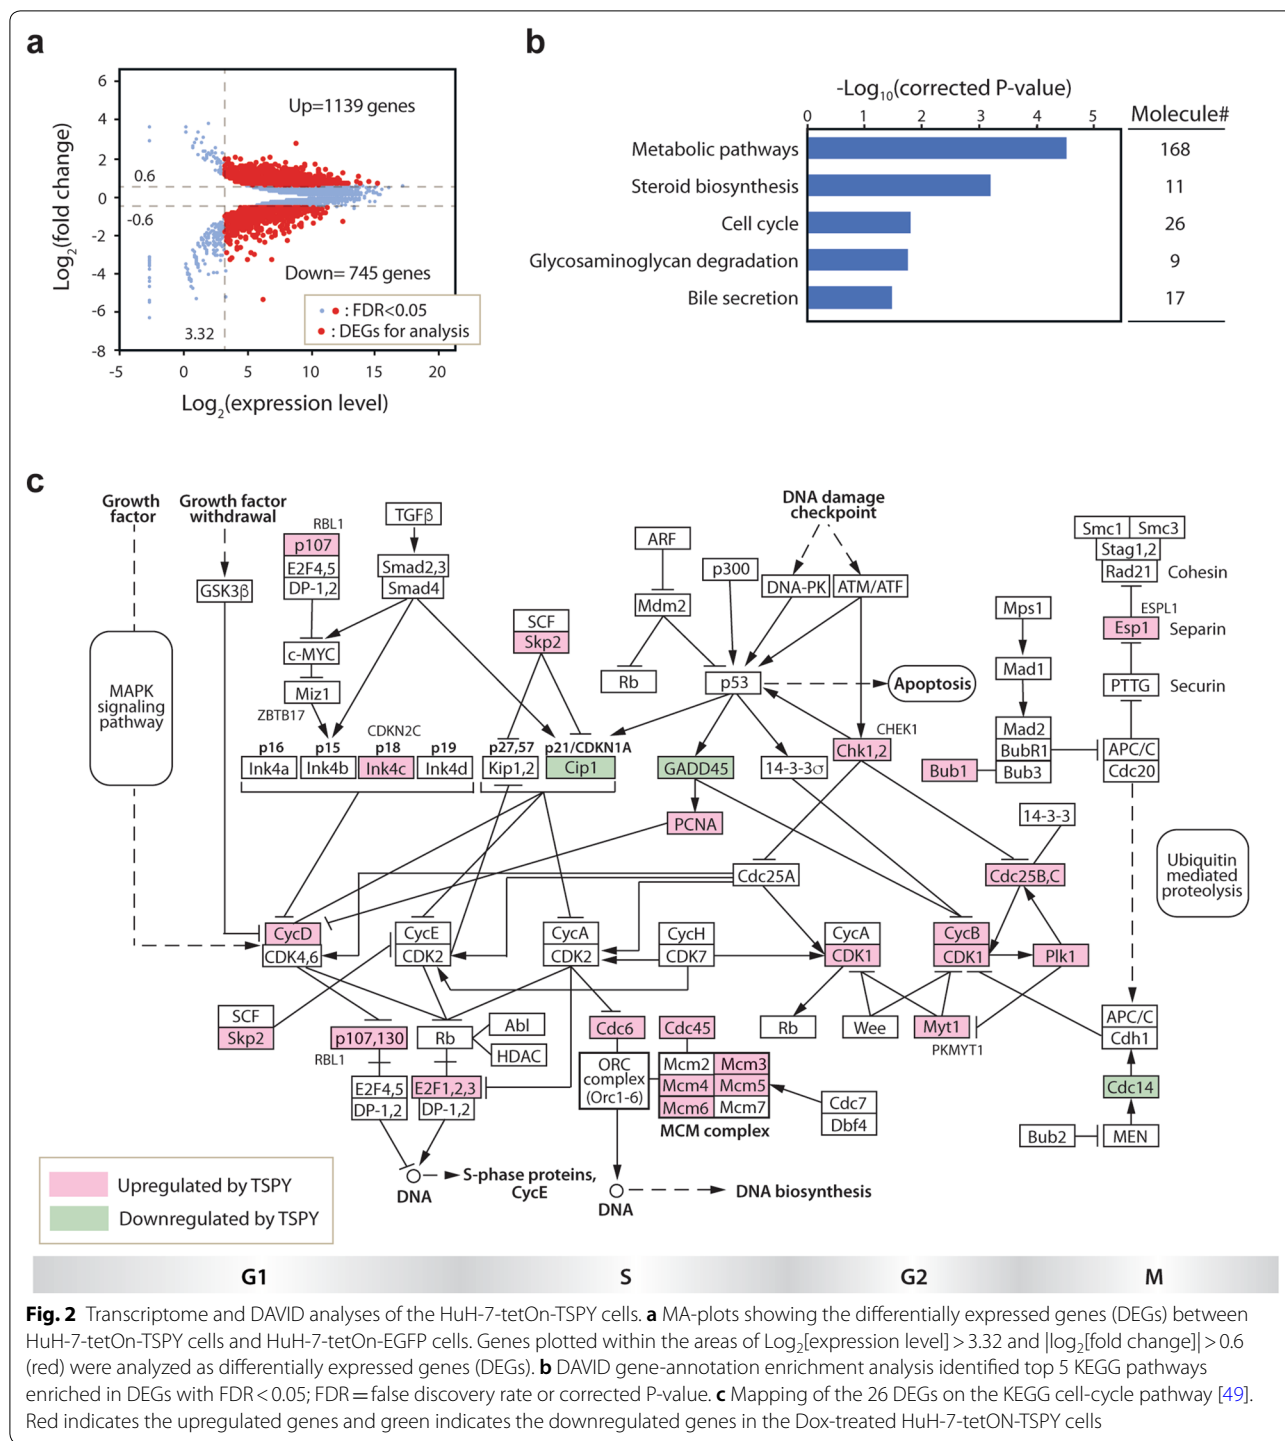 a
6
4
2
0
-2
-4
-6
-8
-5
0
5
10
15
20
Log2(fold change)
Log2(expression level)
Up=1139 genes
0.6
-0.6
Down= 745 genes
3.32
: FDR<0.05
: DEGs for analysis
b
-Log10(corrected P-value)
0 1 2 3 4 5
Molecule#
Metabolic pathways 168
Steroid biosynthesis 11
Cell cycle 26
Glycosaminoglycan degradation 9
Bile secretion 17
c
Growth
factor
Growth factor
withdrawal
RBL1
p107
E2F4,5
DP-1,2
GSK3β
TGFβ
Smad2,3
Smad4
c-MYC
Miz1
ZBTB17
MAPK
signaling
pathway
SCF
Skp2
ARF
Mdm2
Rb
p300
DNA damage
checkpoint
DNA-PK
ATM/ATF
p53
Apoptosis
Smc1
Smc3
Stag1,2
Rad21
Cohesin
ESPL1
Esp1
Separin
PTTG
Securin
Mps1
Mad1
Mad2
BubR1
Bub3
Bub1
APC/C
Cdc20
p16
Ink4a
p15
Ink4b
CDKN2C
p18
Ink4c
p19
Ink4d
p27,57
Kip1,2
p21/CDKN1A
Cip1
GADD45
14-3-3σ
CHEK1
Chk1,2
PCNA
14-3-3
Cdc25A
Cdc25B,C
Ubiquitin
mediated
proteolysis
CycD
CDK4,6
CycE
CDK2
CycA
CDK2
CycH
CDK7
CycA
CDK1
CycB
CDK1
Plk1
SCF
Skp2
p107,130
RBL1
Rb
Abl
HDAC
Cdc6
Cdc45
Rb
Wee
Myt1
PKMYT1
APC/C
Cdh1
E2F4,5
DP-1,2
E2F1,2,3
DP-1,2
ORC
complex
(Orc1-6)
Mcm2
Mcm3
Mcm4
Mcm5
Mcm6
Mcm7
MCM complex
Cdc7
Dbf4
Cdc14
Bub2
MEN
DNA
S-phase proteins,
CycE
DNA
DNA biosynthesis
Upregulated by TSPY
Downregulated by TSPY
G1 S G2 M
Fig. 2 Transcriptome and DAVID analyses of the HuH-7-tetOn-TSPY cells. a MA-plots showing the differentially expressed genes (DEGs) between
HuH-7-tetOn-TSPY cells and HuH-7-tetOn-EGFP cells. Genes plotted within the areas of Log2[expression level] > 3.32 and |log2[fold change]| > 0.6
(red) were analyzed as differentially expressed genes (DEGs). b DAVID gene-annotation enrichment analysis identified top 5 KEGG pathways
enriched in DEGs with FDR < 0.05; FDR = false discovery rate or corrected P-value. c Mapping of the 26 DEGs on the KEGG cell-cycle pathway [49].
Red indicates the upregulated genes and green indicates the downregulated genes in the Dox-treated HuH-7-tetON-TSPY cells